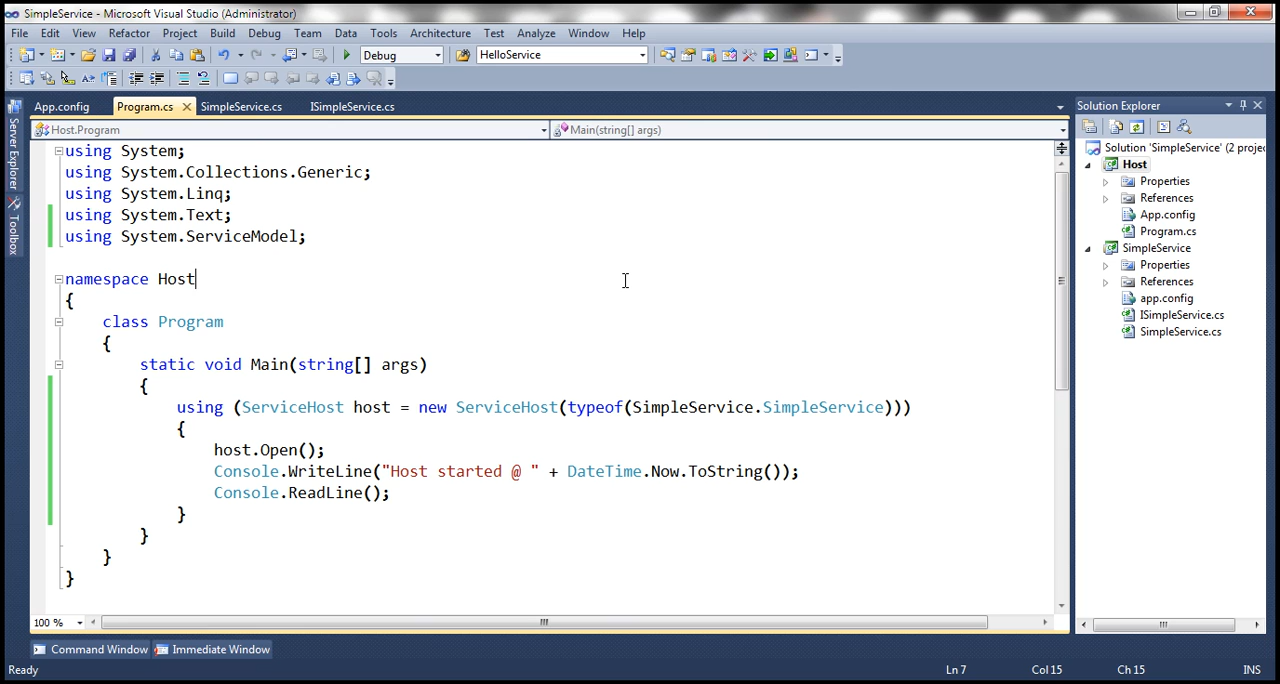 SimpleService - Microsoft Visual Studio (Administrator)
File Edit View Refactor Project Build Debug Team Data Tools Architecture Test Analyze Window Help
Debug HelloService
App.config Program.cs SimpleService.cs ISimpleService.cs
Host.Program Main(string[] args)
Server Explorer
Toolbox
using System;
using System.Collections.Generic;
using System.Linq;
using System.Text;
using System.ServiceModel;
namespace Host
{
class Program
{
static void Main(string[] args)
{
using (ServiceHost host = new ServiceHost(typeof(SimpleService.SimpleService)))
{
host.Open();
Console.WriteLine("Host started @ " + DateTime.Now.ToString());
Console.ReadLine();
}
}
}
}
100 %
Solution Explorer
Solution 'SimpleService' (2 projec
Host
Properties
References
App.config
Program.cs
SimpleService
Properties
References
app.config
ISimpleService.cs
SimpleService.cs
Command Window Immediate Window
Ready Ln 7 Col 15 Ch 15 INS